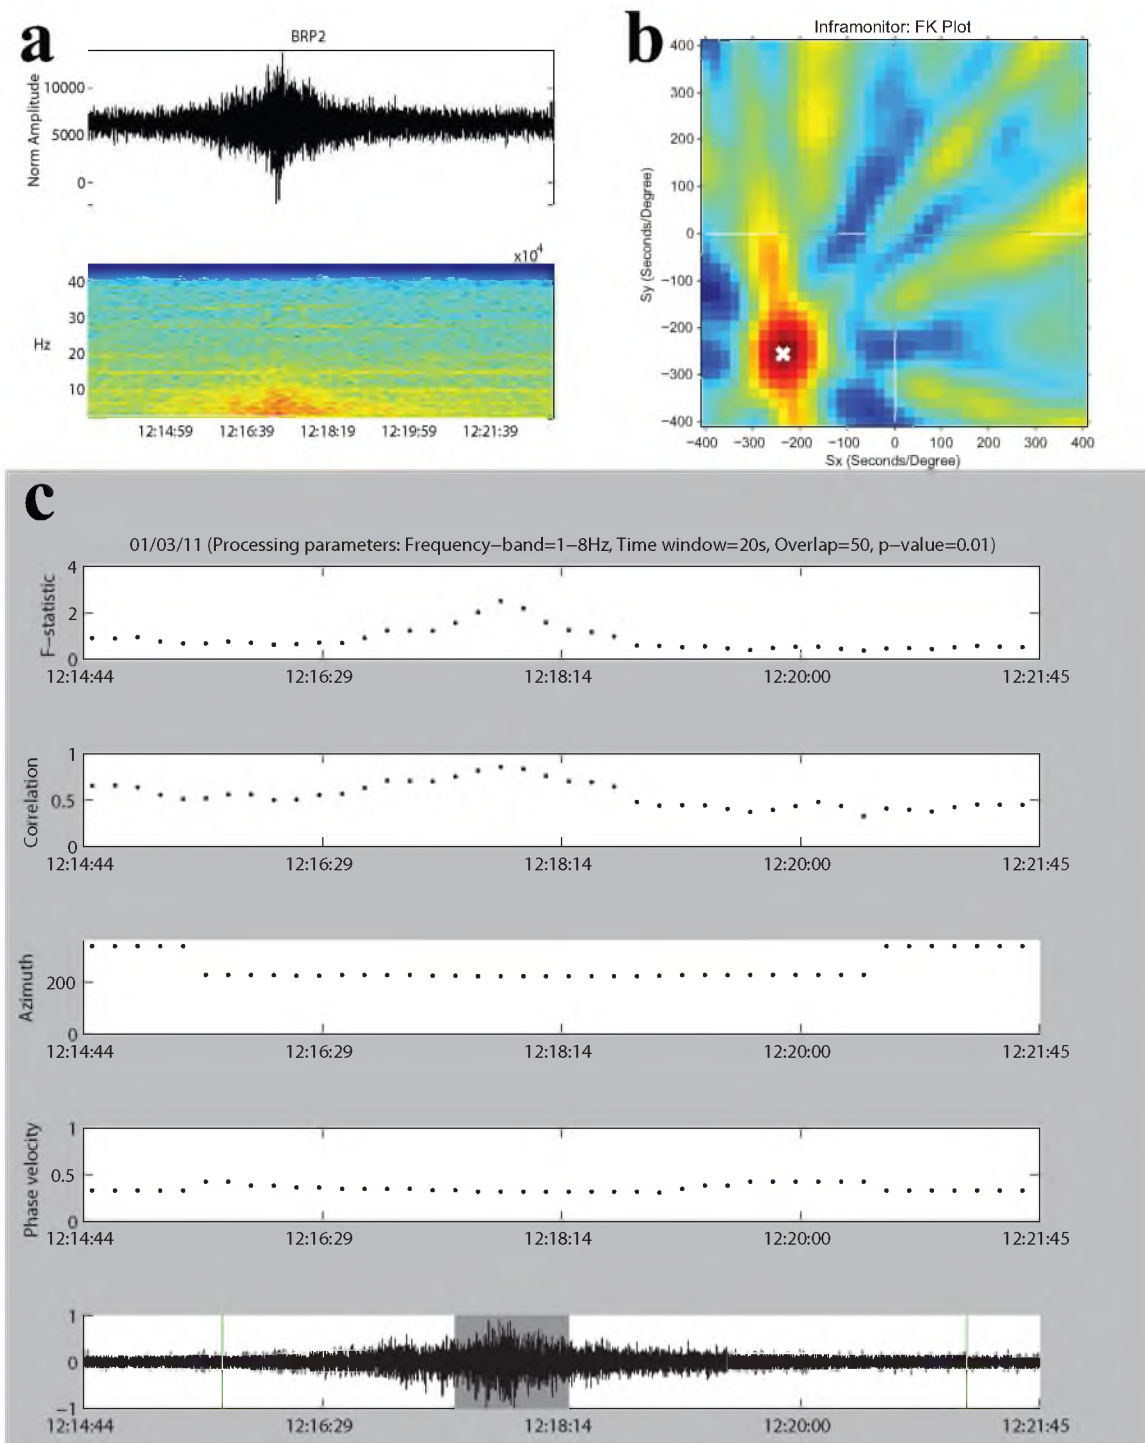 a
BRP2
Norm Amplitude
10000
5000
0
x10^4
Hz
40
30
20
10
12:14:59 12:16:39 12:18:19 12:19:59 12:21:39
b
Inframonitor: FK Plot
Sy (Seconds/Degree)
400
300
200
100
0
−100
−200
−300
−400
−400 −300 −200 −100 0 100 200 300 400
Sx (Seconds/Degree)
c
01/03/11 (Processing parameters: Frequency−band=1−8Hz, Time window=20s, Overlap=50, p−value=0.01)
F−statistic
4
2
0
12:14:44 12:16:29 12:18:14 12:20:00 12:21:45
Correlation
1
0.5
0
12:14:44 12:16:29 12:18:14 12:20:00 12:21:45
Azimuth
200
0
12:14:44 12:16:29 12:18:14 12:20:00 12:21:45
Phase velocity
1
0.5
0
12:14:44 12:16:29 12:18:14 12:20:00 12:21:45
1
0
−1
12:14:44 12:16:29 12:18:14 12:20:00 12:21:45